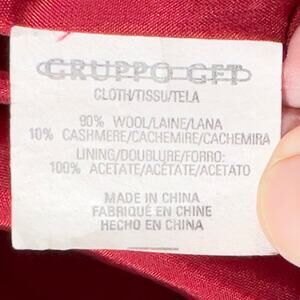 GRUPPO GFT
CLOTH/TISSU/TELA
90% WOOL/LAINE/LANA
10% CASHMERE/CACHEMIRE/CACHEMIRA
LINING/DOUBLURE/FORRO:
100% ACETATE/ACÉTATE/ACETATO
MADE IN CHINA
FABRIQUÉ EN CHINE
HECHO EN CHINA